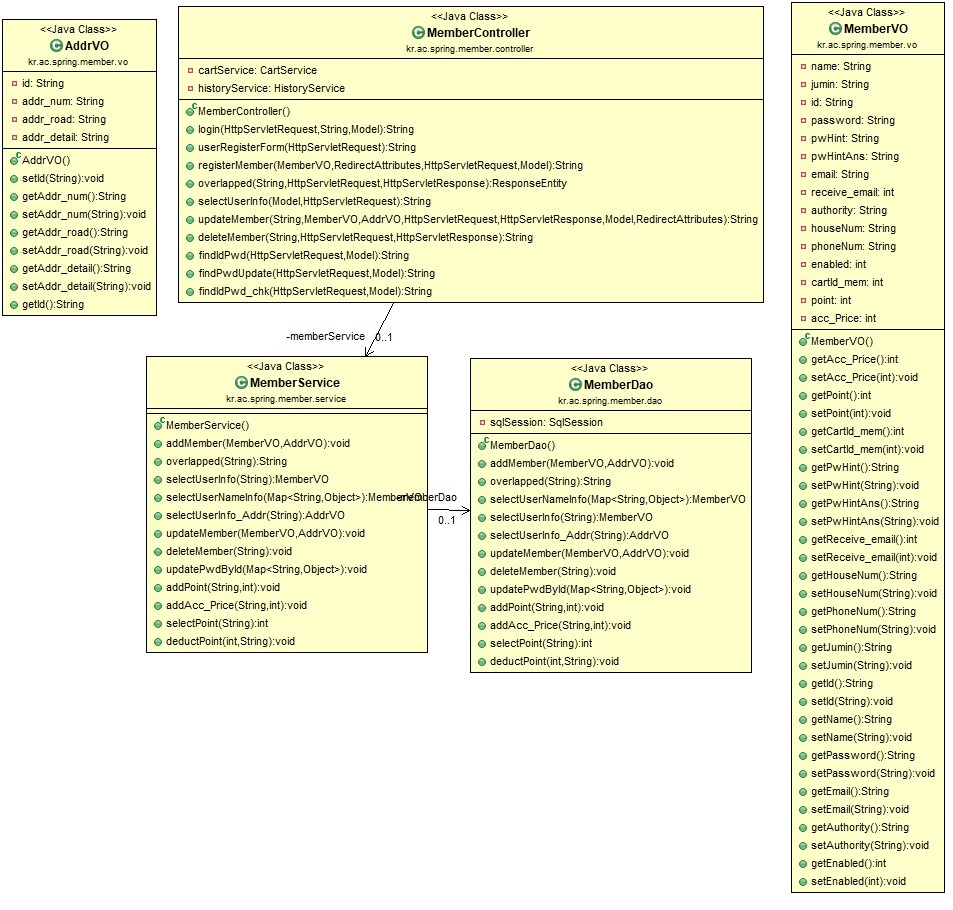 <<Java Class>>
AddrVO
kr.ac.spring.member.vo
id: String
addr_num: String
addr_road: String
addr_detail: String
AddrVO()
setId(String):void
getAddr_num():String
setAddr_num(String):void
getAddr_road():String
setAddr_road(String):void
getAddr_detail():String
setAddr_detail(String):void
getId():String
<<Java Class>>
MemberController
kr.ac.spring.member.controller
cartService: CartService
historyService: HistoryService
MemberController()
login(HttpServletRequest,String,Model):String
userRegisterForm(HttpServletRequest):String
registerMember(MemberVO,RedirectAttributes,HttpServletRequest,Model):String
overlapped(String,HttpServletRequest,HttpServletResponse):ResponseEntity
selectUserInfo(Model,HttpServletRequest):String
updateMember(String,MemberVO,AddrVO,HttpServletRequest,HttpServletResponse,Model,RedirectAttributes):String
deleteMember(String,HttpServletRequest,HttpServletResponse):String
findIdPwd(HttpServletRequest,Model):String
findPwdUpdate(HttpServletRequest,Model):String
findIdPwd_chk(HttpServletRequest,Model):String
-memberService
0..1
<<Java Class>>
MemberService
kr.ac.spring.member.service
MemberService()
addMember(MemberVO,AddrVO):void
overlapped(String):String
selectUserInfo(String):MemberVO
selectUserNameInfo(Map<String,Object>):MemberVO
selectUserInfo_Addr(String):AddrVO
updateMember(MemberVO,AddrVO):void
deleteMember(String):void
updatePwdById(Map<String,Object>):void
addPoint(String,int):void
addAcc_Price(String,int):void
selectPoint(String):int
deductPoint(int,String):void
-memberDao
0..1
<<Java Class>>
MemberDao
kr.ac.spring.member.dao
sqlSession: SqlSession
MemberDao()
addMember(MemberVO,AddrVO):void
overlapped(String):String
selectUserNameInfo(Map<String,Object>):MemberVO
selectUserInfo(String):MemberVO
selectUserInfo_Addr(String):AddrVO
updateMember(MemberVO,AddrVO):void
deleteMember(String):void
updatePwdById(Map<String,Object>):void
addPoint(String,int):void
addAcc_Price(String,int):void
selectPoint(String):int
deductPoint(int,String):void
<<Java Class>>
MemberVO
kr.ac.spring.member.vo
name: String
jumin: String
id: String
password: String
pwHint: String
pwHintAns: String
email: String
receive_email: int
authority: String
houseNum: String
phoneNum: String
enabled: int
cartId_mem: int
point: int
acc_Price: int
MemberVO()
getAcc_Price():int
setAcc_Price(int):void
getPoint():int
setPoint(int):void
getCartId_mem():int
setCartId_mem(int):void
getPwHint():String
setPwHint(String):void
getPwHintAns():String
setPwHintAns(String):void
getReceive_email():int
setReceive_email(int):void
getHouseNum():String
setHouseNum(String):void
getPhoneNum():String
setPhoneNum(String):void
getJumin():String
setJumin(String):void
getId():String
setId(String):void
getName():String
setName(String):void
getPassword():String
setPassword(String):void
getEmail():String
setEmail(String):void
getAuthority():String
setAuthority(String):void
getEnabled():int
setEnabled(int):void